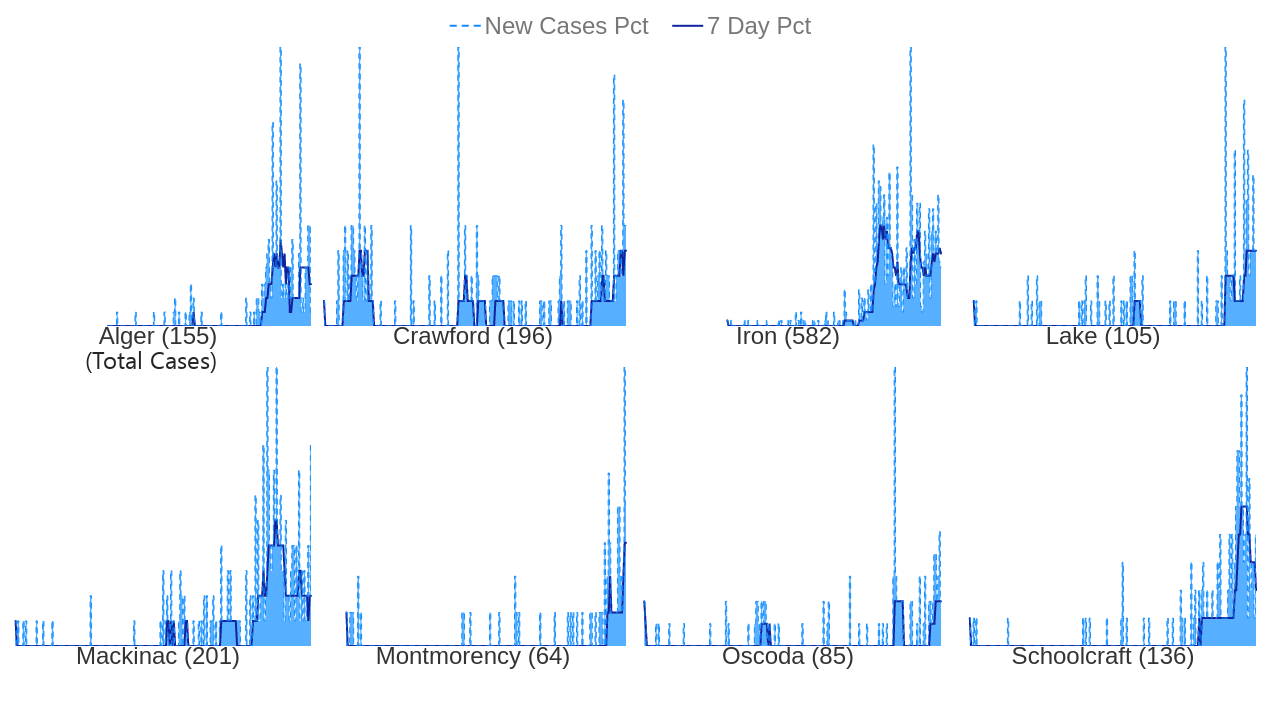 New Cases Pct 7 Day Pct
Alger (155) Crawford (196) Iron (582) Lake (105)
(Total Cases)
Mackinac (201) Montmorency (64) Oscoda (85) Schoolcraft (136)